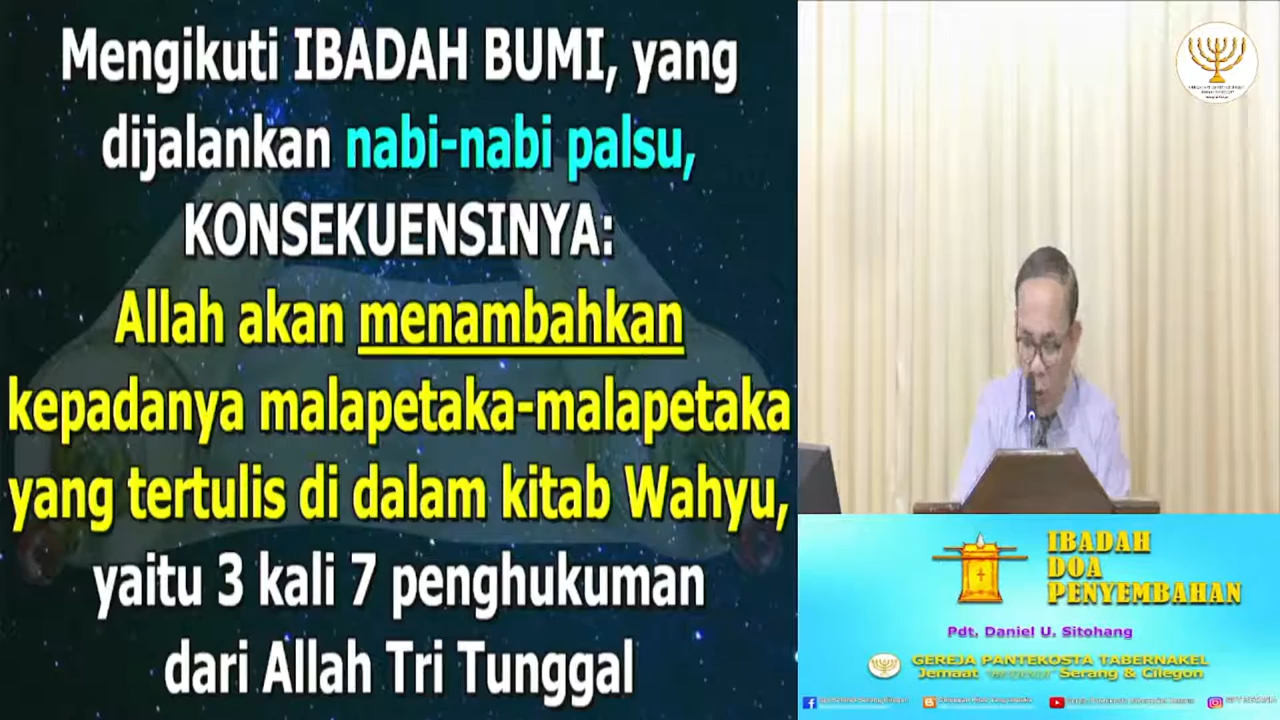 Mengikuti IBADAH BUMI, yang
dijalankan nabi-nabi palsu,
KONSEKUENSINYA:
Allah akan menambahkan
kepadanya malapetaka-malapetaka
yang tertulis di dalam kitab Wahyu,
yaitu 3 kali 7 penghukuman
dari Allah Tri Tunggal
IBADAH
DOA
PENYEMBAHAN
Pdt. Daniel U. Sitohang
GEREJA PANTEKOSTA TABERNAKEL
Jemaat Serang & Cilegon